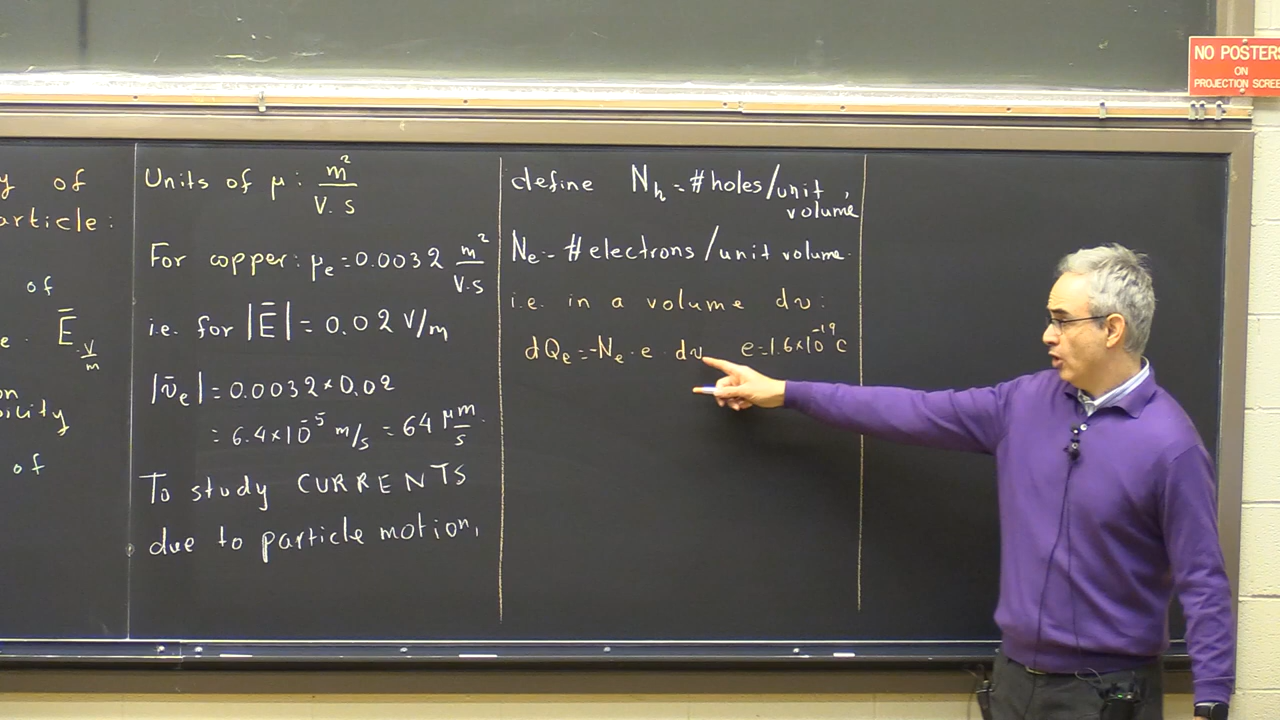 NO POSTERS
ON
PROJECTION SCREE
y of
article:
of
e. Ē V/m
on
bility
of
Units of μ: m²/V.s
For copper: μe=0.0032 m²/V.s
i.e. for |Ē|=0.02 V/m
|v̄e|=0.0032×0.02
=6.4×10⁻⁵ m/s=64 μm/s.
To study CURRENTS
due to particle motion,
define Nh=#holes/unit volume,
Ne=#electrons/unit volume.
i.e. in a volume dv:
dQe=-Ne.e dv e=1.6×10⁻¹⁹C